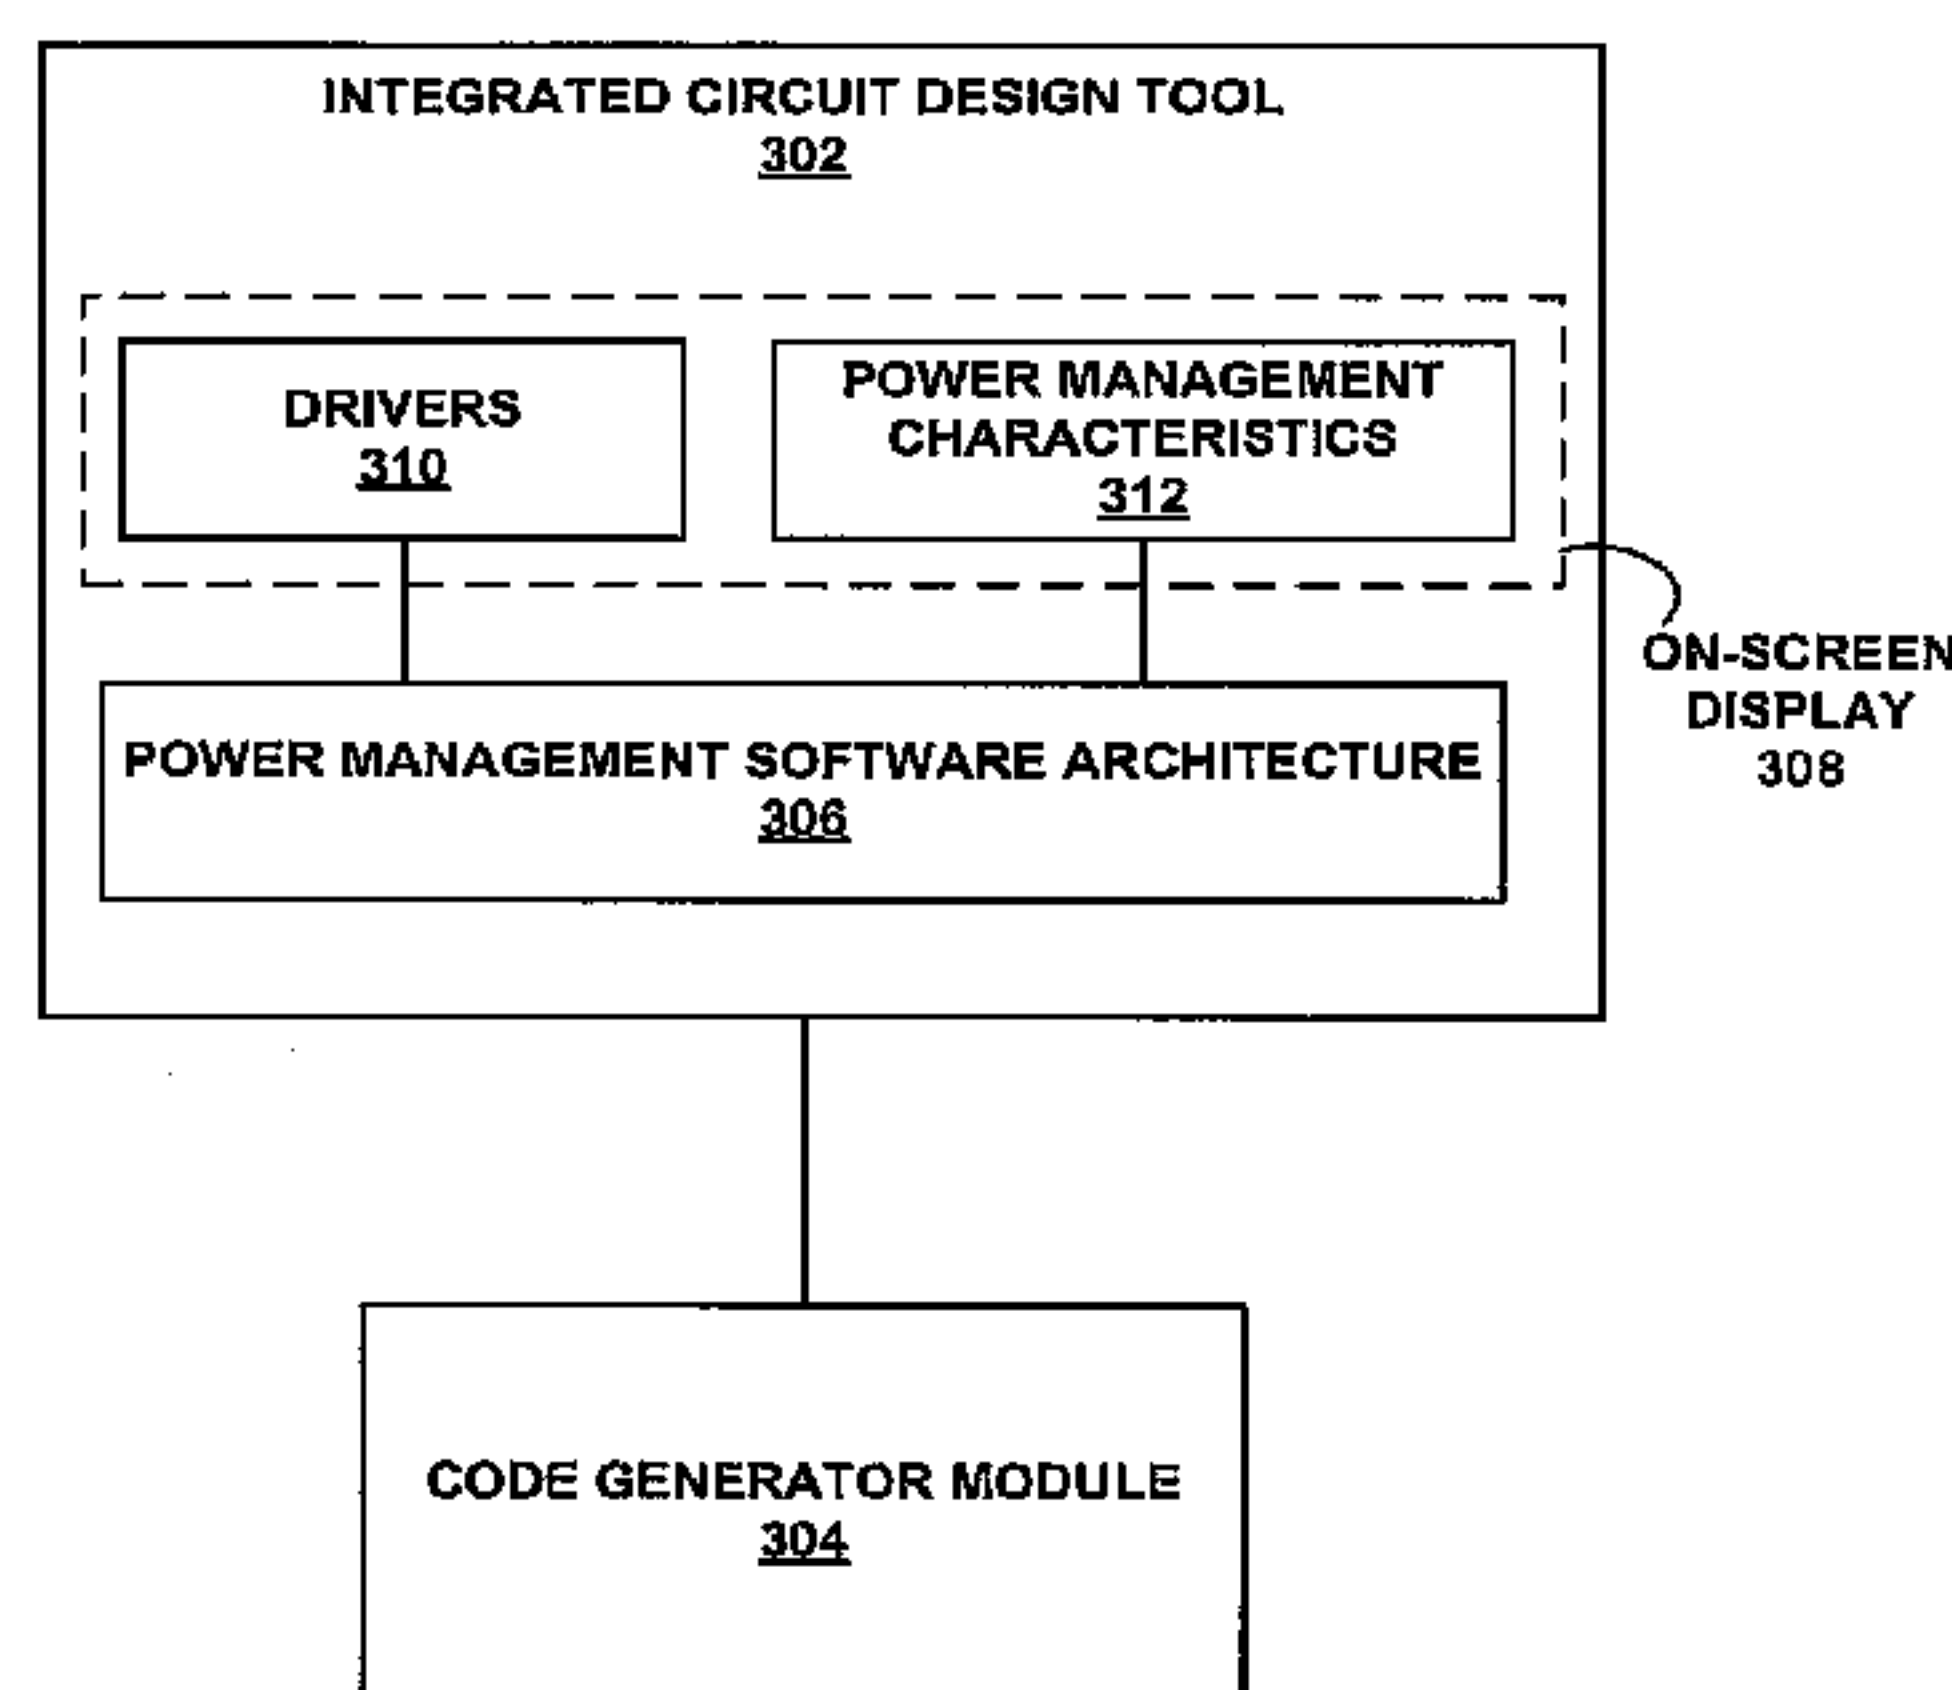 INTEGRATED CIRCUIT DESIGN TOOL
302
DRIVERS
310
POWER MANAGEMENT
CHARACTERISTICS
312
ON-SCREEN
DISPLAY
308
POWER MANAGEMENT SOFTWARE ARCHITECTURE
306
CODE GENERATOR MODULE
304